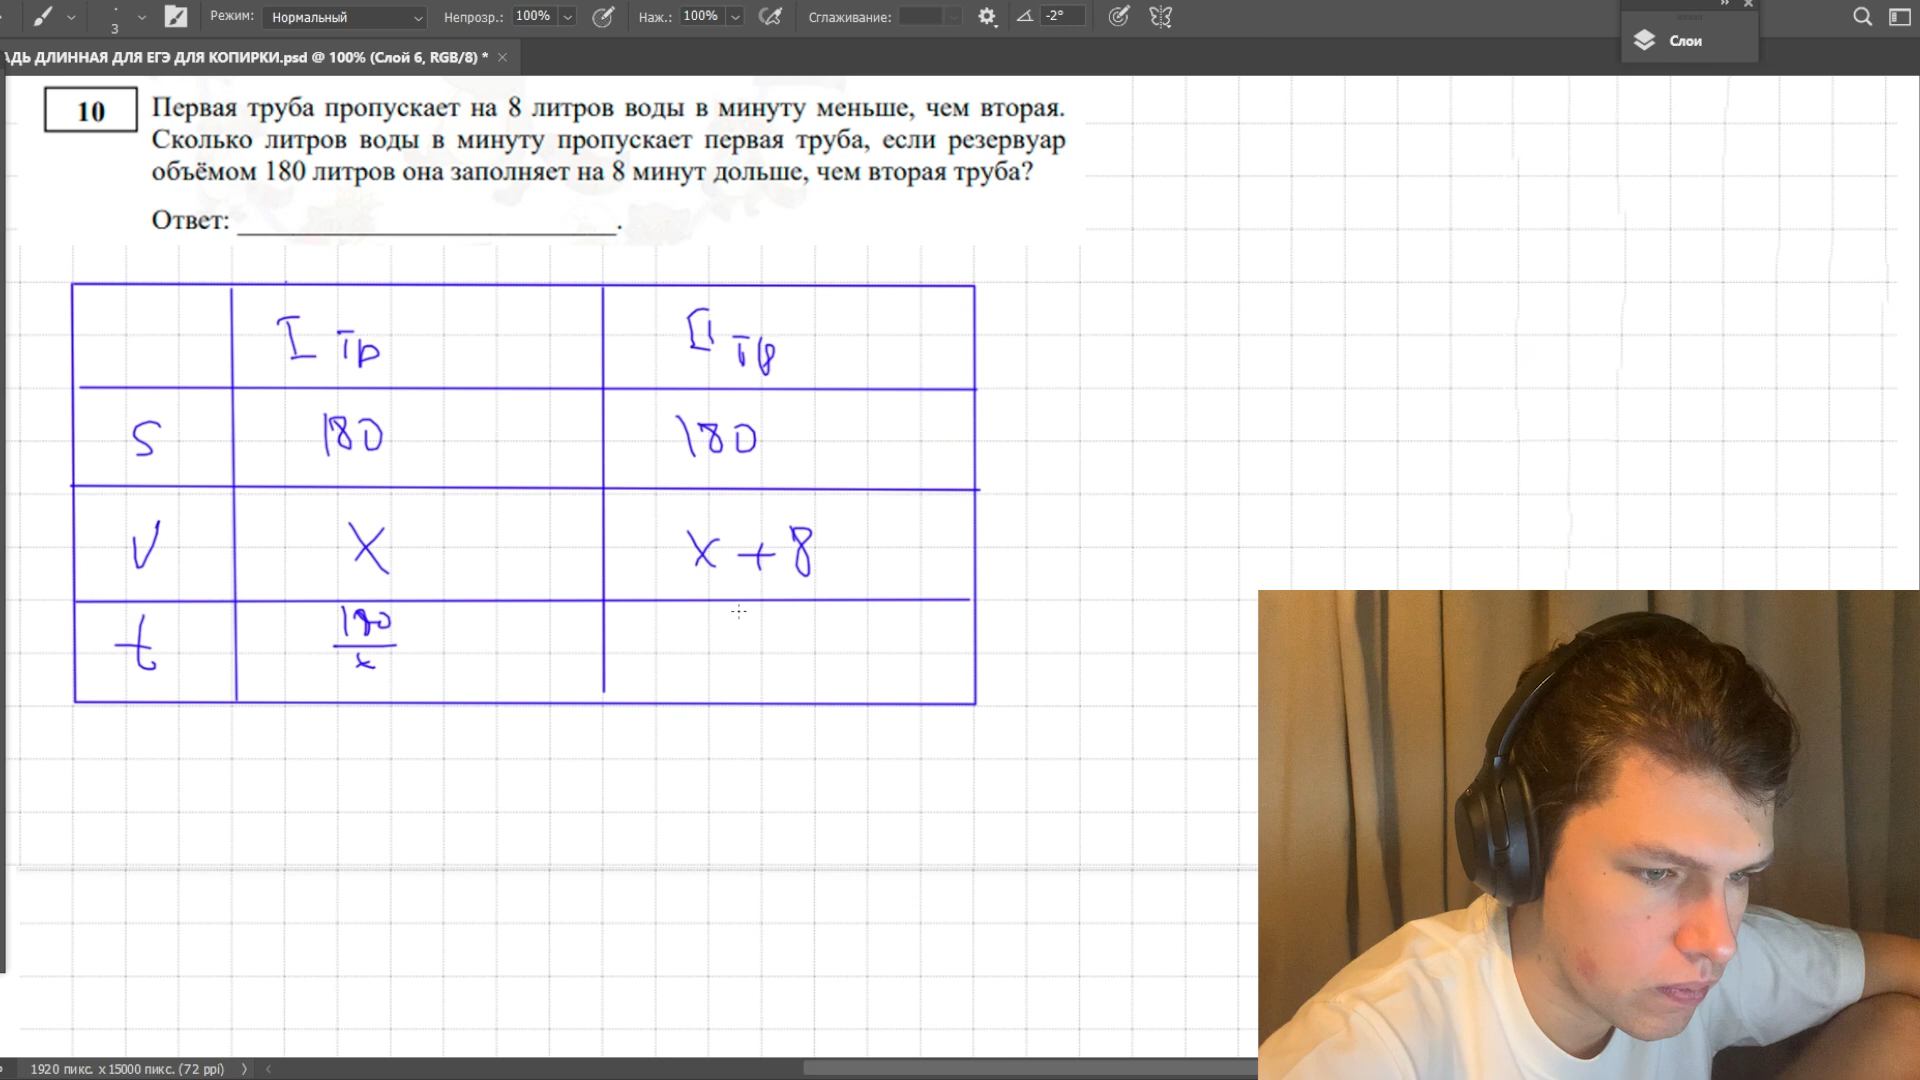 3
Режим:
Нормальный
Непрозр.:
100%
Наж.:
100%
Сглаживание:
-2°
Слои
АДЬ ДЛИННАЯ ДЛЯ ЕГЭ ДЛЯ КОПИРКИ.psd @ 100% (Слой 6, RGB/8) *
10
Первая труба пропускает на 8 литров воды в минуту меньше, чем вторая.
Сколько литров воды в минуту пропускает первая труба, если резервуар
объёмом 180 литров она заполняет на 8 минут дольше, чем вторая труба?
Ответ: ____________________________.
I тр
II тр
S
180
180
V
x
x + 8
t
180
x
1920 пикс. x 15000 пикс. (72 ppi)